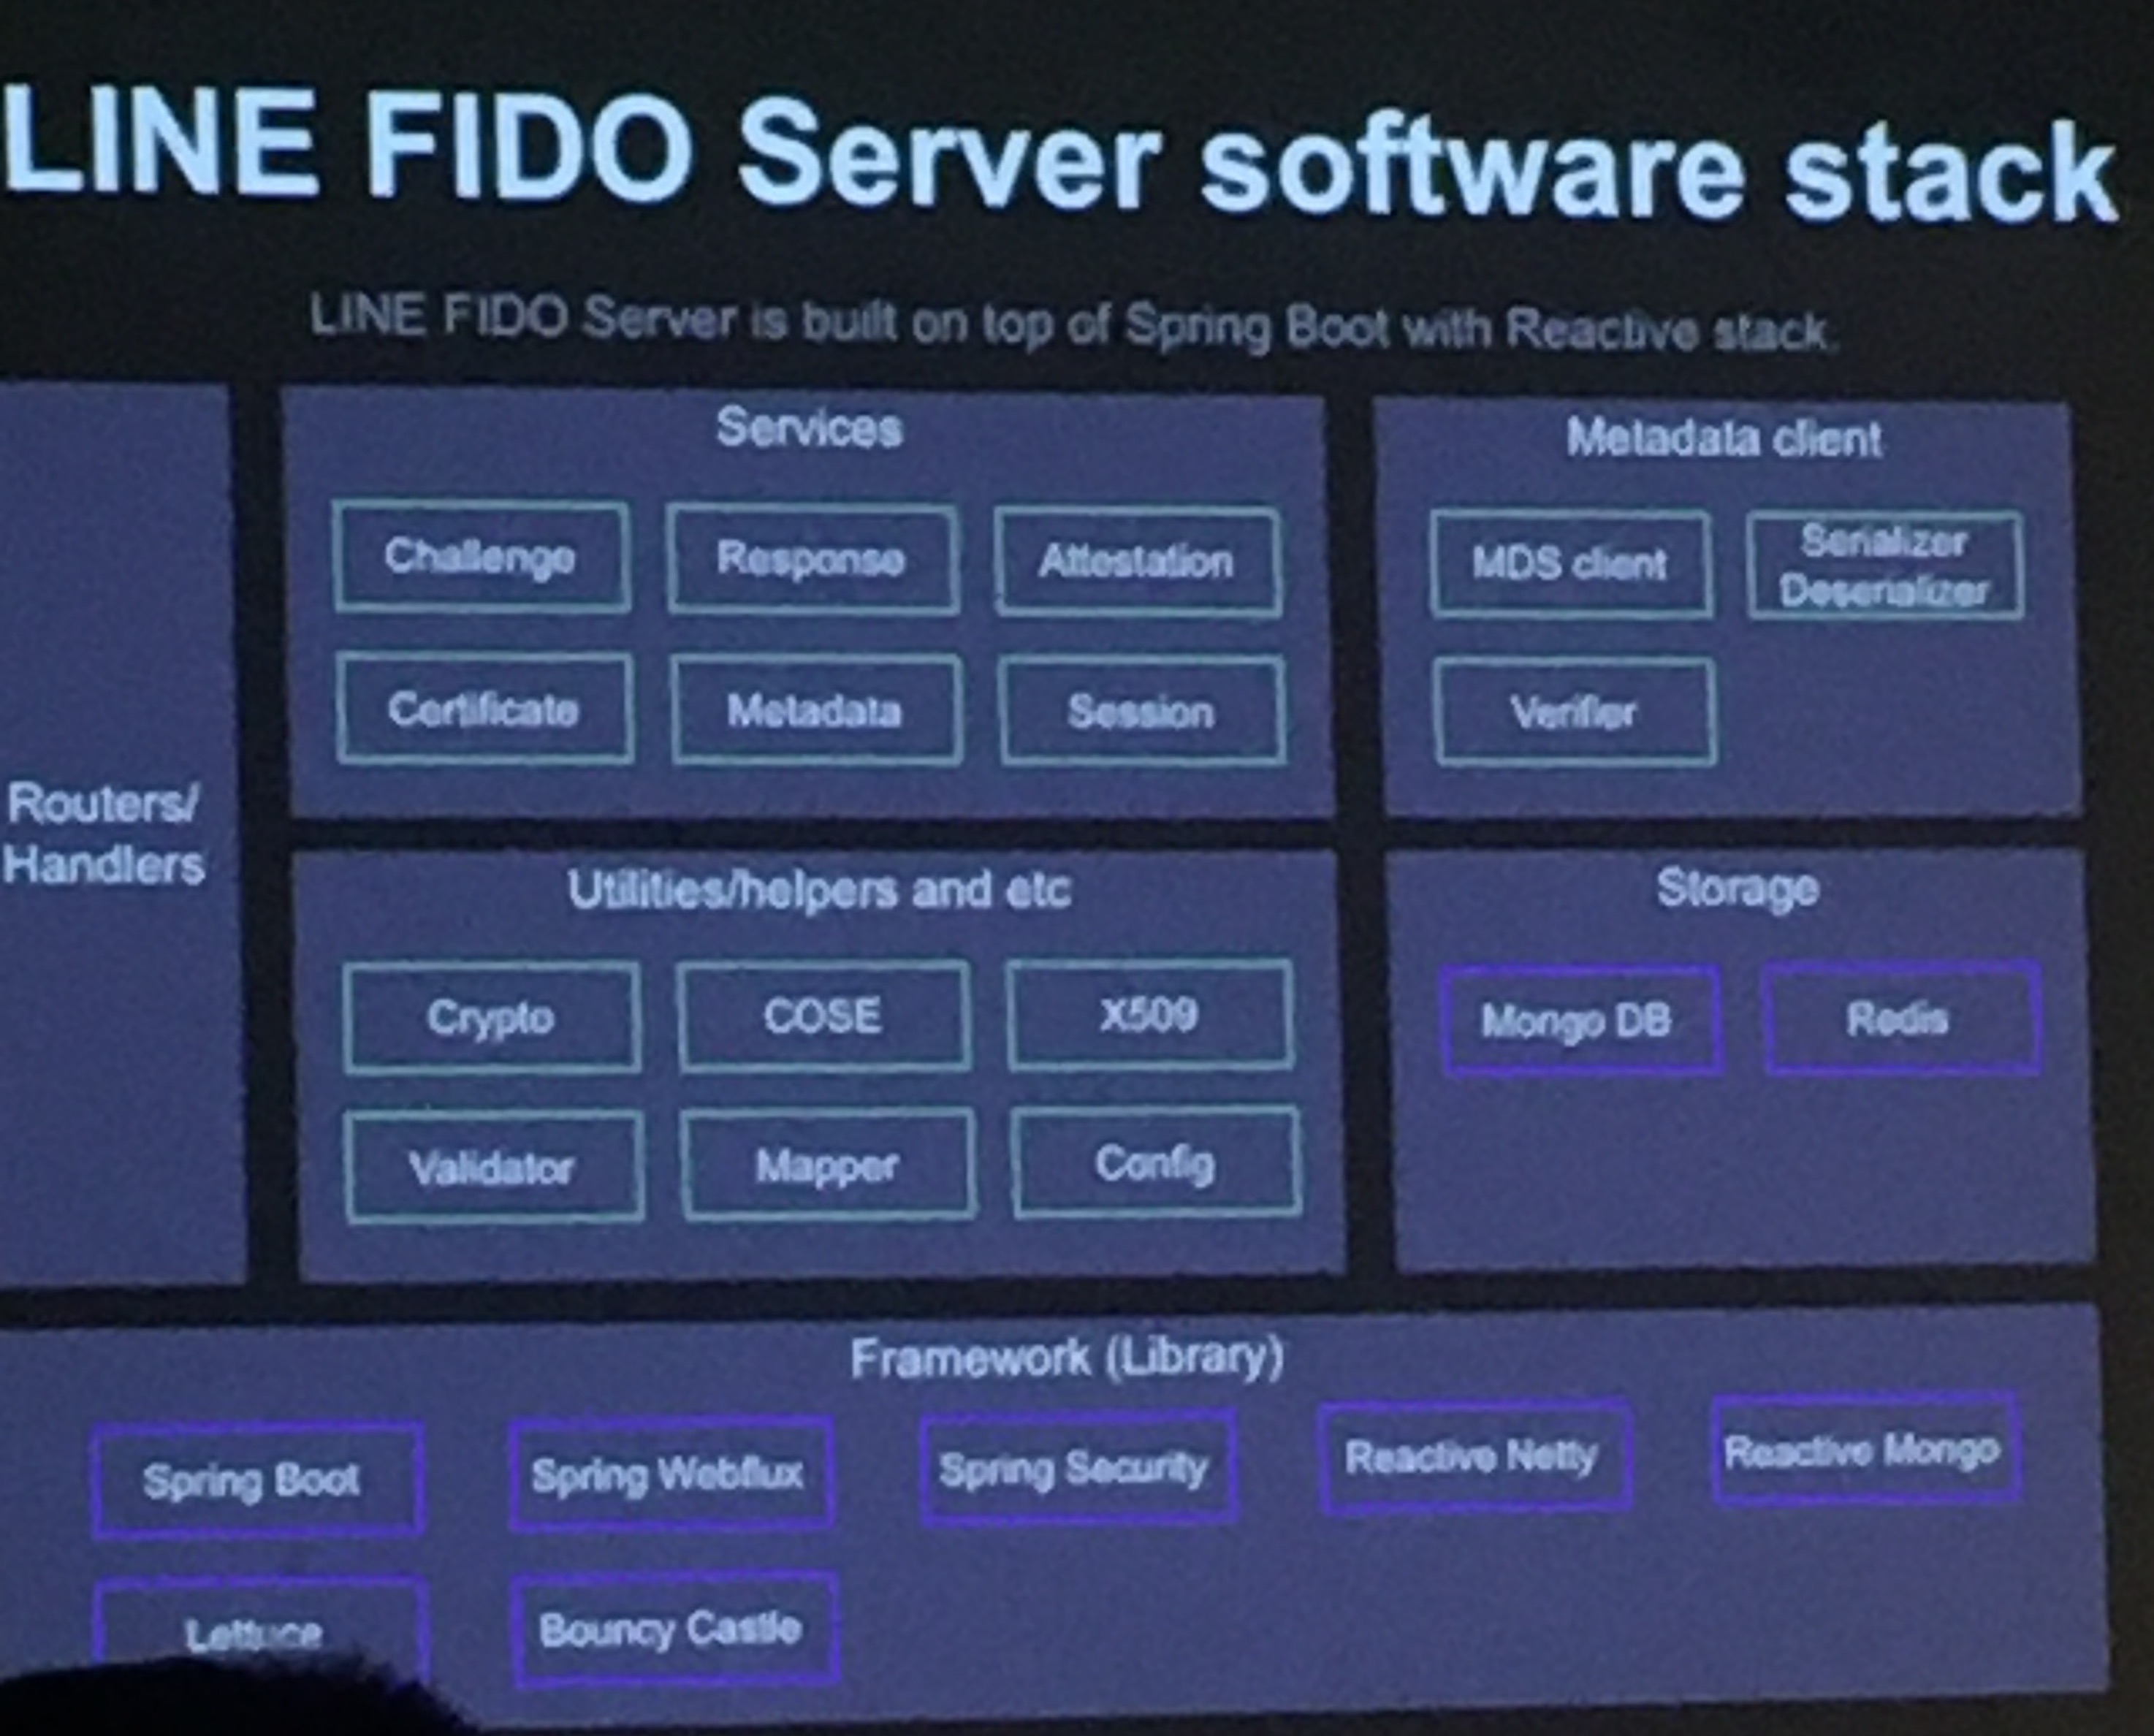 LINE FIDO Server software stack
LINE FIDO Server is built on top of Spring Boot with Reactive stack.
Routers/
Handlers
Services
Challenge
Response
Attestation
Certificate
Metadata
Session
Metadata client
MDS client
Serializer
Deserializer
Verifier
Utilities/helpers and etc
Crypto
COSE
X509
Validator
Mapper
Config
Storage
Mongo DB
Redis
Framework (Library)
Spring Boot
Spring Webflux
Spring Security
Reactive Netty
Reactive Mongo
Lettuce
Bouncy Castle